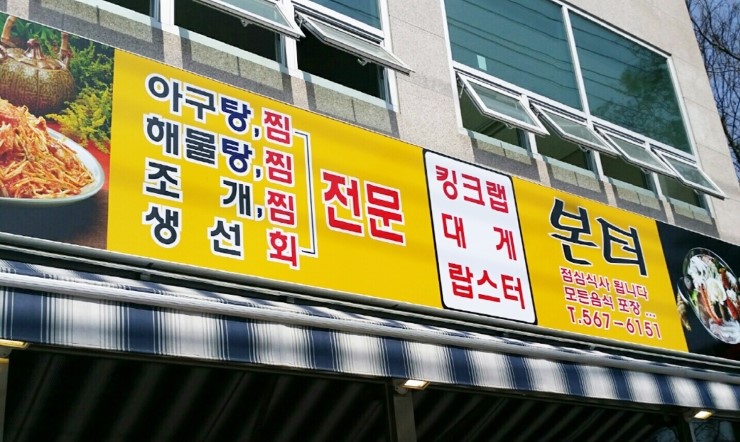 아구탕,찜
해물탕,찜
조개,찜
생선회
전문
킹크랩
대게
랍스터
본터
점심식사 됩니다
모든음식 포장 ...
T.567-6151